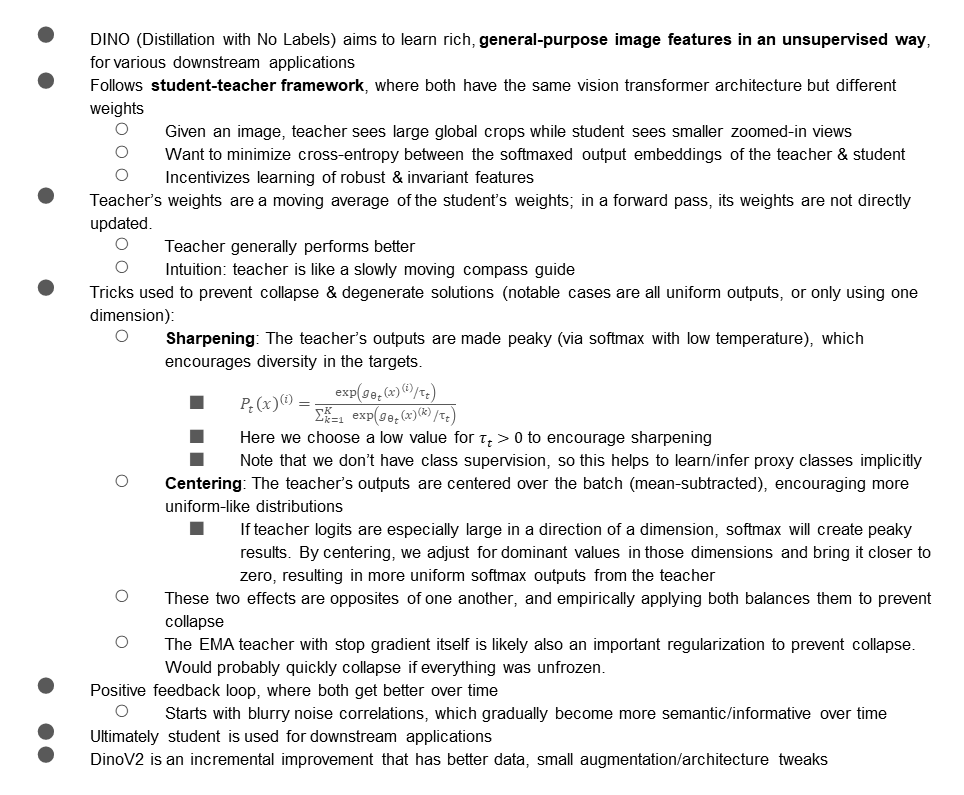 DINO (Distillation with No Labels) aims to learn rich, general-purpose image features in an unsupervised way,
for various downstream applications
Follows student-teacher framework, where both have the same vision transformer architecture but different
weights
Given an image, teacher sees large global crops while student sees smaller zoomed-in views
Want to minimize cross-entropy between the softmaxed output embeddings of the teacher & student
Incentivizes learning of robust & invariant features
Teacher's weights are a moving average of the student's weights; in a forward pass, its weights are not directly
updated.
Teacher generally performs better
Intuition: teacher is like a slowly moving compass guide
Tricks used to prevent collapse & degenerate solutions (notable cases are all uniform outputs, or only using one
dimension):
Sharpening: The teacher's outputs are made peaky (via softmax with low temperature), which
encourages diversity in the targets.
P_t(x)^{(i)} = \frac{exp(g_{θ_t}(x)^{(i)}/τ_t)}{∑_{k=1}^{K} exp(g_{θ_t}(x)^{(k)}/τ_t)}
Here we choose a low value for τ_t > 0 to encourage sharpening
Note that we don't have class supervision, so this helps to learn/infer proxy classes implicitly
Centering: The teacher's outputs are centered over the batch (mean-subtracted), encouraging more
uniform-like distributions
If teacher logits are especially large in a direction of a dimension, softmax will create peaky
results. By centering, we adjust for dominant values in those dimensions and bring it closer to
zero, resulting in more uniform softmax outputs from the teacher
These two effects are opposites of one another, and empirically applying both balances them to prevent
collapse
The EMA teacher with stop gradient itself is likely also an important regularization to prevent collapse.
Would probably quickly collapse if everything was unfrozen.
Positive feedback loop, where both get better over time
Starts with blurry noise correlations, which gradually become more semantic/informative over time
Ultimately student is used for downstream applications
DinoV2 is an incremental improvement that has better data, small augmentation/architecture tweaks